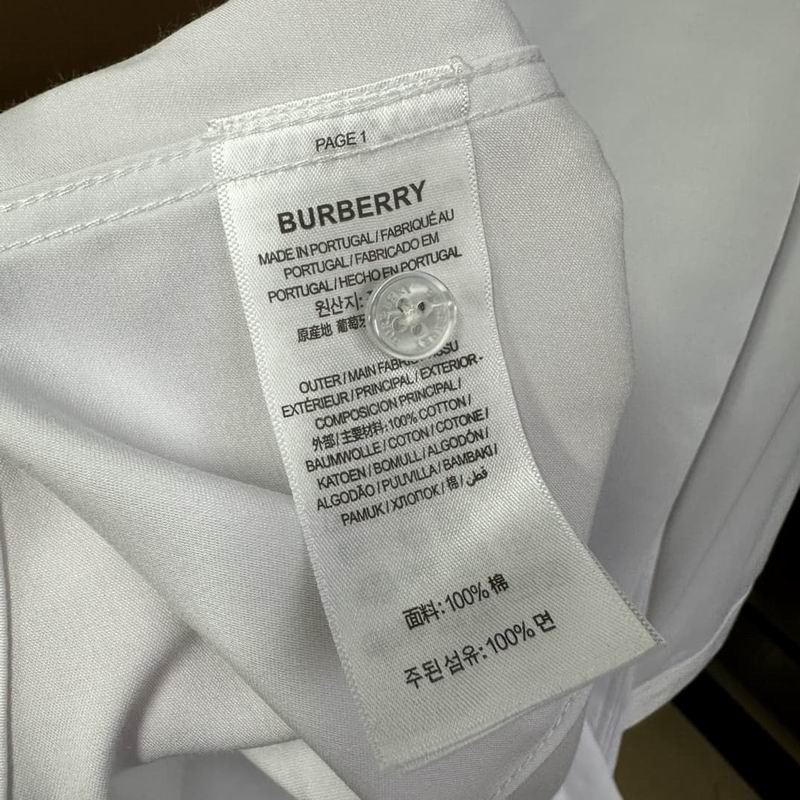 PAGE 1
BURBERRY
MADE IN PORTUGAL / FABRIQUÉ AU
PORTUGAL / FABRICADO EM
PORTUGAL / HECHO EN PORTUGAL
원산지:
原産地 葡萄牙
OUTER / MAIN
EXTÉRIEUR / PRINCIPAL / EXTERIOR -
COMPOSICION PRINCIPAL /
外部 / 主要材料: 100% COTTON /
BAUMWOLLE / COTON / COTONE /
KATOEN / BOMULL / ALGODÓN /
ALGODÃO / PUUVILLA / BAMBAKI /
PAMUK / ХЛОПОК / 棉 / قطن
面料: 100% 棉
주된 섬유: 100% 면